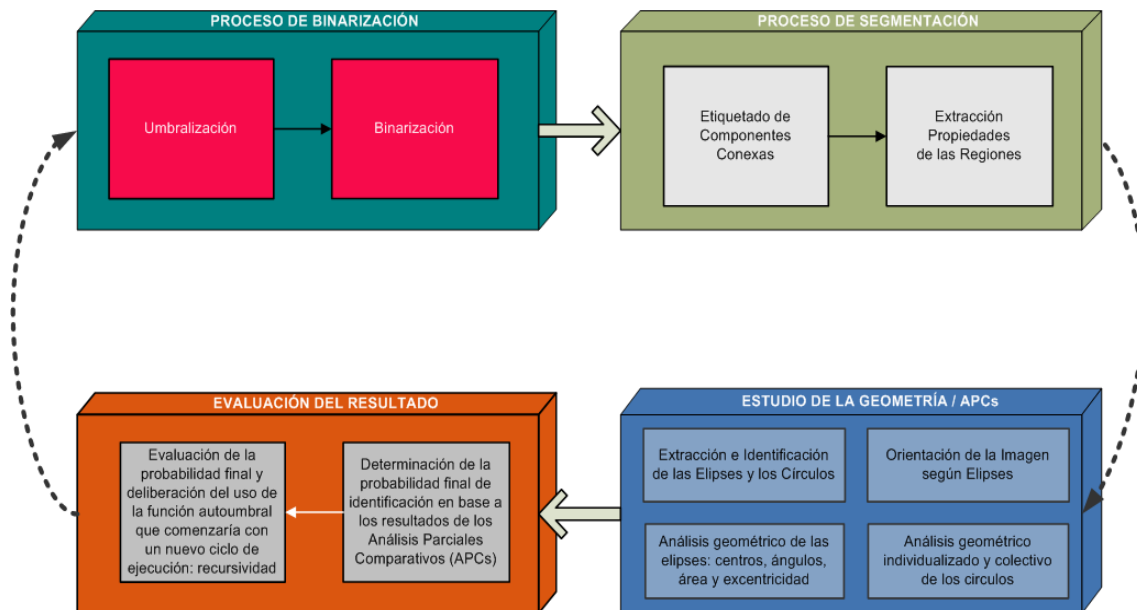 PROCESO DE BINARIZACIÓN
Umbralización
Binarización
PROCESO DE SEGMENTACIÓN
Etiquetado de
Componentes
Conexas
Extracción
Propiedades
de las Regiones
EVALUACIÓN DEL RESULTADO
Evaluación de la
probabilidad final y
deliberación del uso de
la función autoumbral
que comenzaría con
un nuevo ciclo de
ejecución: recursividad
Determinación de la
probabilidad final de
identificación en base a
los resultados de los
Análisis Parciales
Comparativos (APCs)
ESTUDIO DE LA GEOMETRÍA / APCs
Extracción e Identificación
de las Elipses y los Círculos
Orientación de la Imagen
según Elipses
Análisis geométrico de las
elipses: centros, ángulos,
área y excentricidad
Análisis geométrico
individualizado y colectivo
de los circulos